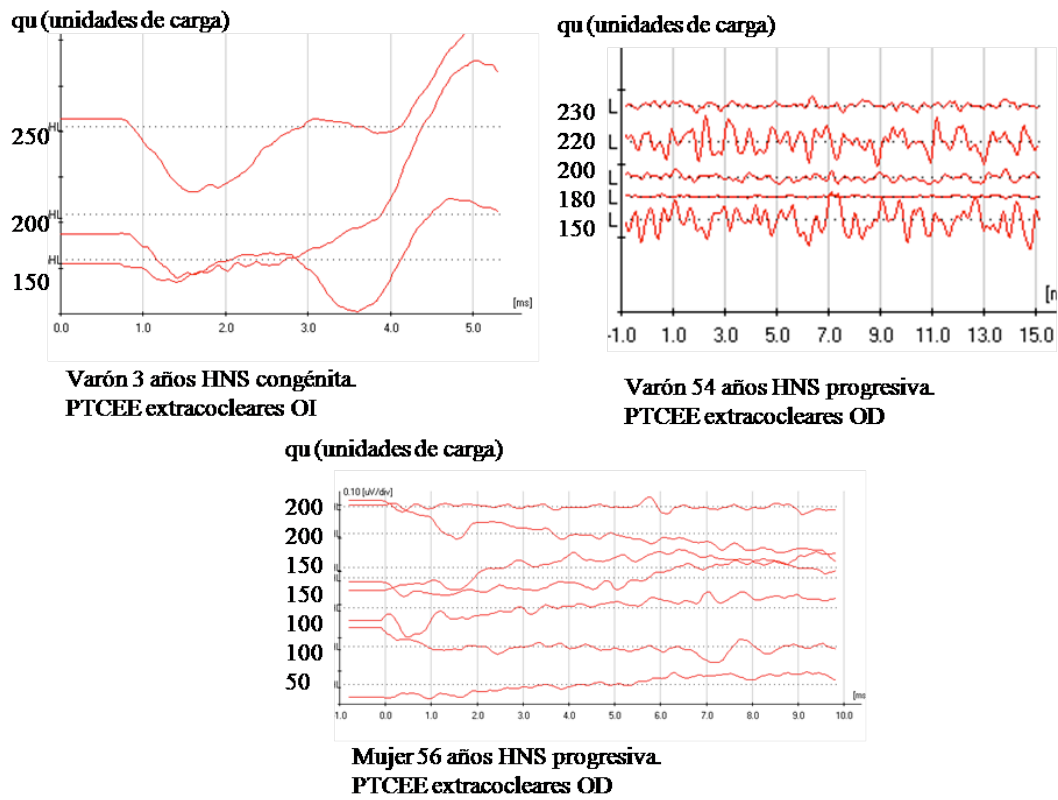 qu (unidades de carga)
250
200
150
HL
HL
HL
[ms]
0.0 1.0 2.0 3.0 4.0 5.0
Varón 3 años HNS congénita.
PTCEE extracocleares OI
qu (unidades de carga)
230
220
200
180
150
L
L
L
L
L
-1.0 1.0 3.0 5.0 7.0 9.0 11.0 13.0 15.0
Varón 54 años HNS progresiva.
PTCEE extracocleares OD
qu (unidades de carga)
0.10 [uV/div]
200
200
150
150
100
100
50
[ms
1.0 0.0 1.0 2.0 3.0 4.0 5.0 6.0 7.0 8.0 9.0 10.0
Mujer 56 años HNS progresiva.
PTCEE extracocleares OD